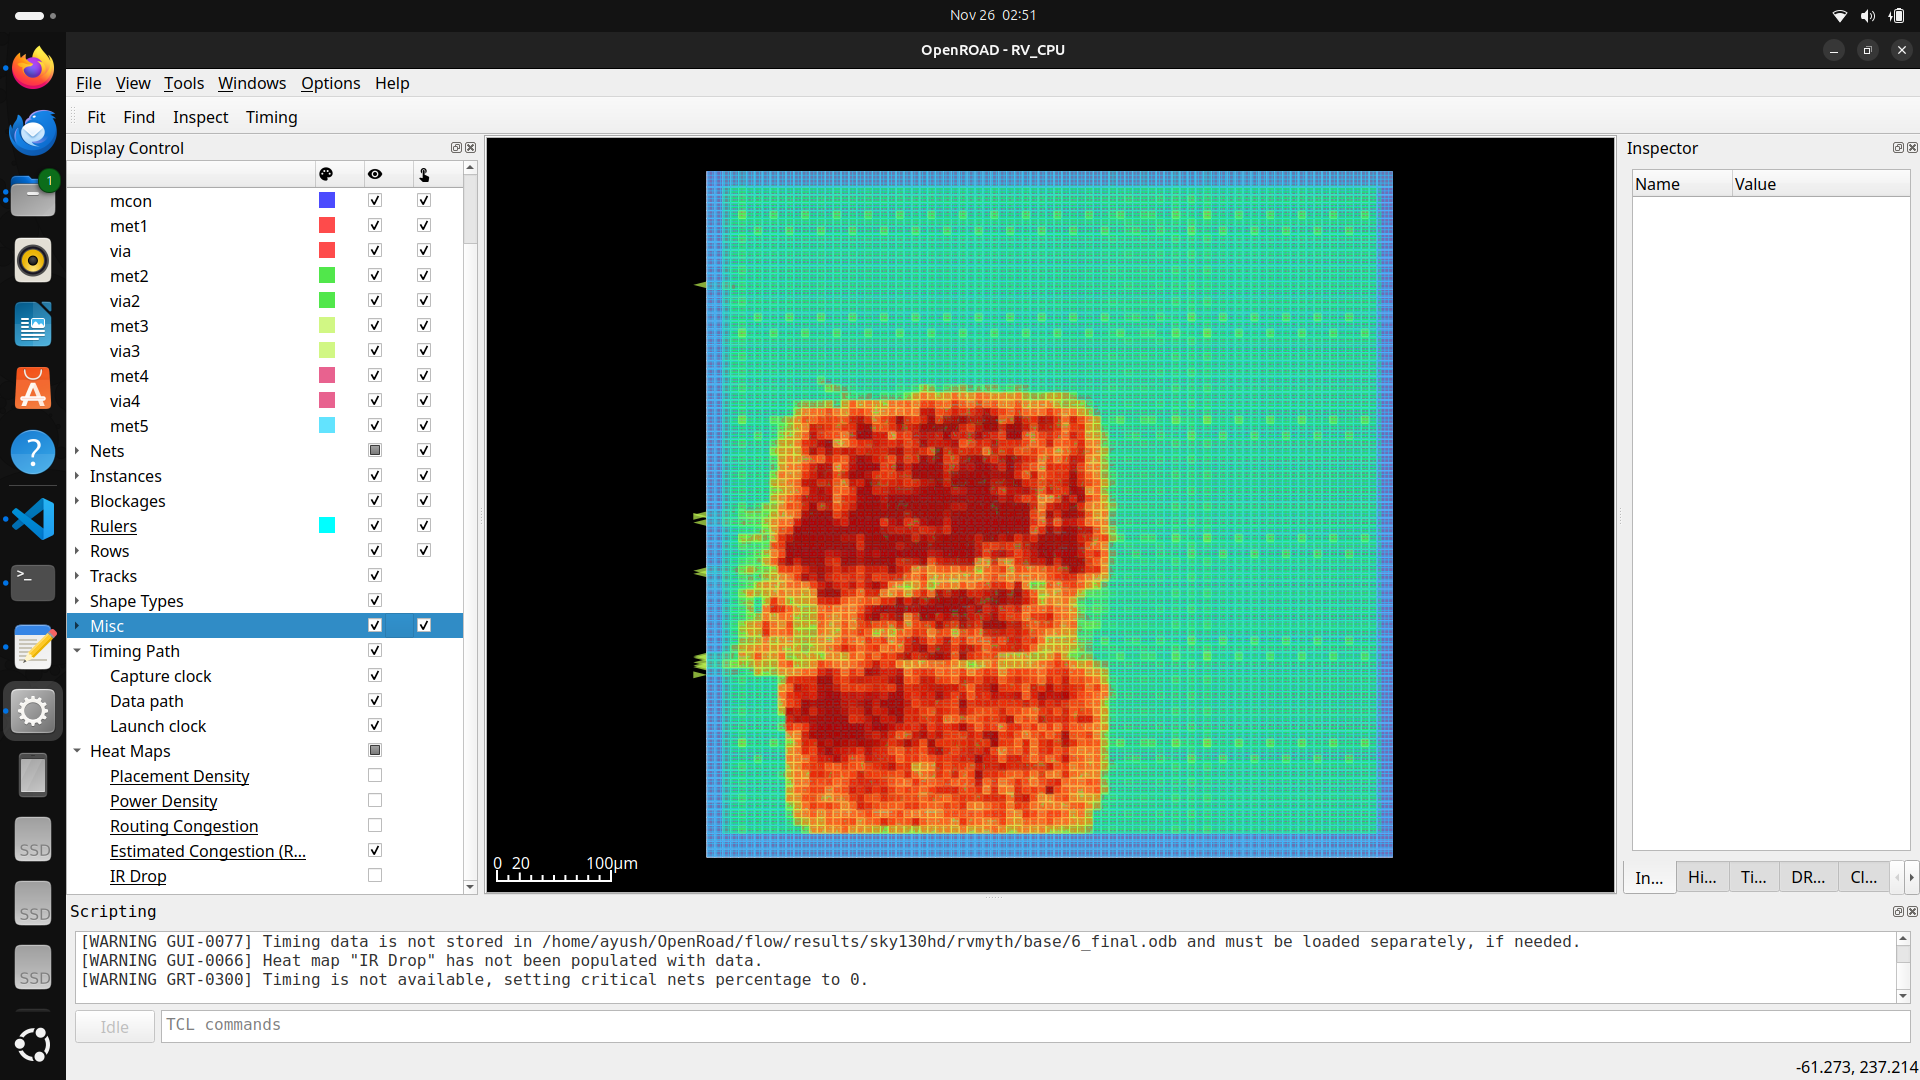 Nov 26 02:51
OpenROAD - RV_CPU
File View Tools Windows Options Help
Fit Find Inspect Timing
Display Control
mcon
met1
via
met2
via2
met3
via3
met4
via4
met5
Nets
Instances
Blockages
Rulers
Rows
Tracks
Shape Types
Misc
Timing Path
Capture clock
Data path
Launch clock
Heat Maps
Placement Density
Power Density
Routing Congestion
Estimated Congestion (R...
IR Drop
0 20 100μm
Inspector
Name Value
In... Hi... Ti... DR... Cl...
Scripting
[WARNING GUI-0077] Timing data is not stored in /home/ayush/OpenRoad/flow/results/sky130hd/rvmyth/base/6_final.odb and must be loaded separately, if needed.
[WARNING GUI-0066] Heat map "IR Drop" has not been populated with data.
[WARNING GRT-0300] Timing is not available, setting critical nets percentage to 0.
Idle TCL commands
-61.273, 237.214
1
>_
?
SSD
SSD
SSD